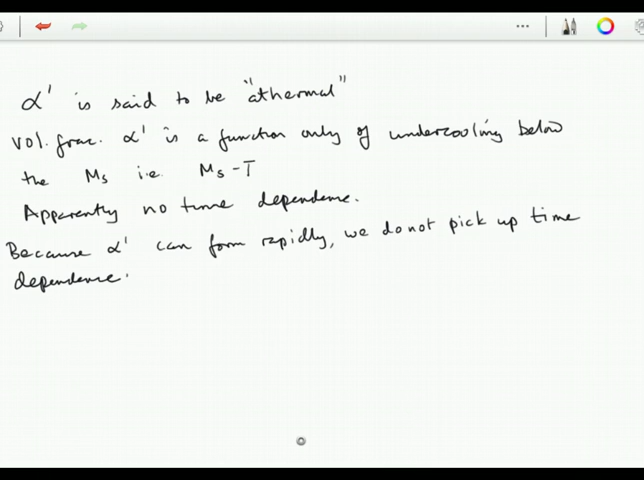 α' is said to be "athermal"
Vol. frac. α' is a function only of undercooling below
the Ms i.e. Ms - T
Apparently no time dependence.
Because α' can form rapidly, we do not pick up time
dependence.